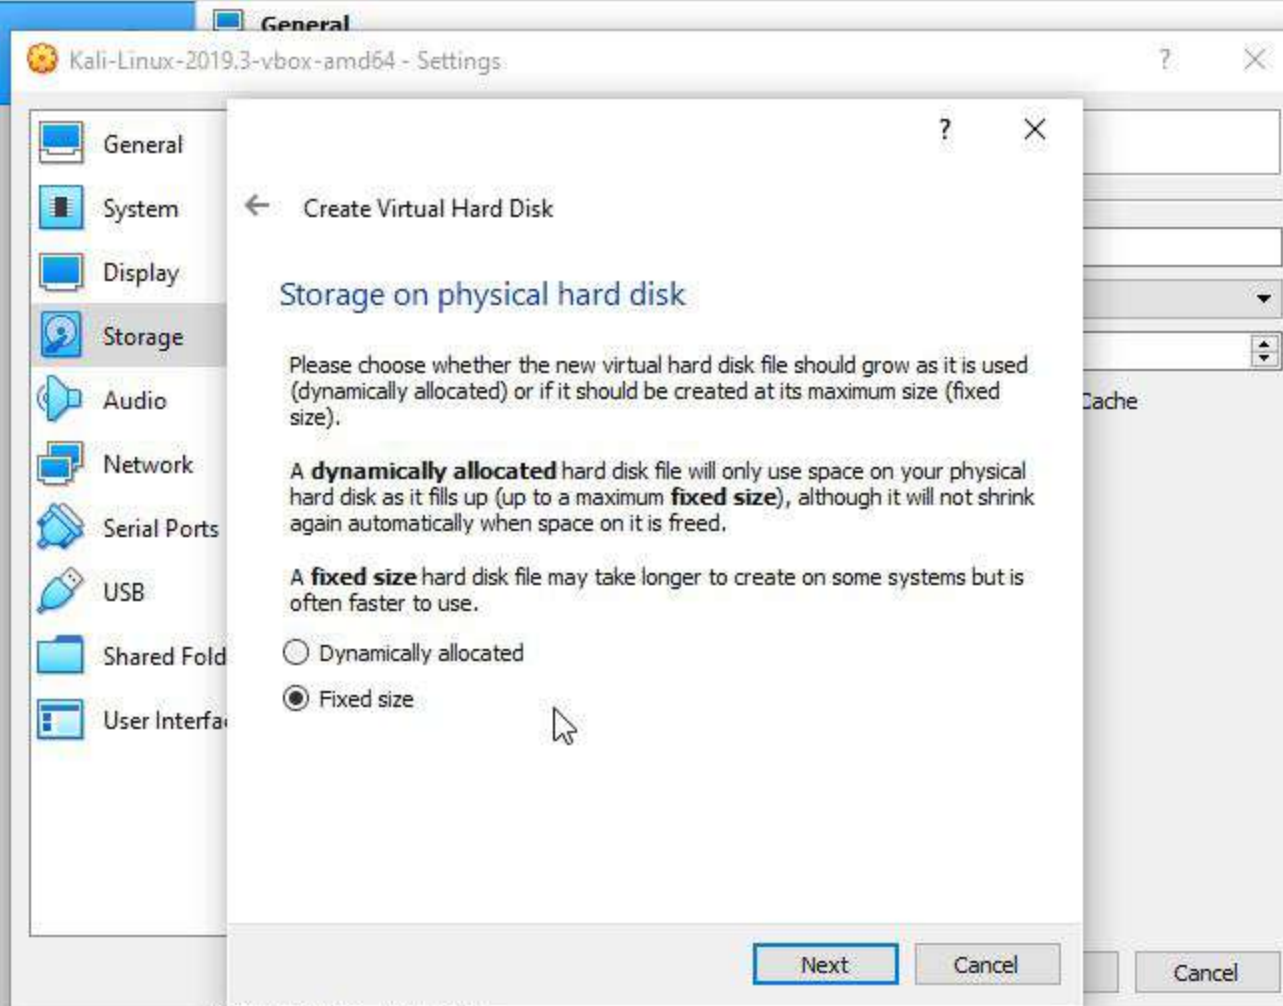 General
Kali-Linux-2019.3-vbox-amd64 - Settings
?
General
System
Display
Storage
Audio
Network
Serial Ports
USB
Shared Fold
User Interfa
?
Create Virtual Hard Disk
Storage on physical hard disk
Please choose whether the new virtual hard disk file should grow as it is used
(dynamically allocated) or if it should be created at its maximum size (fixed
size).
A dynamically allocated hard disk file will only use space on your physical
hard disk as it fills up (up to a maximum fixed size), although it will not shrink
again automatically when space on it is freed.
A fixed size hard disk file may take longer to create on some systems but is
often faster to use.
Dynamically allocated
Fixed size
Next
Cancel
Cache
Cancel